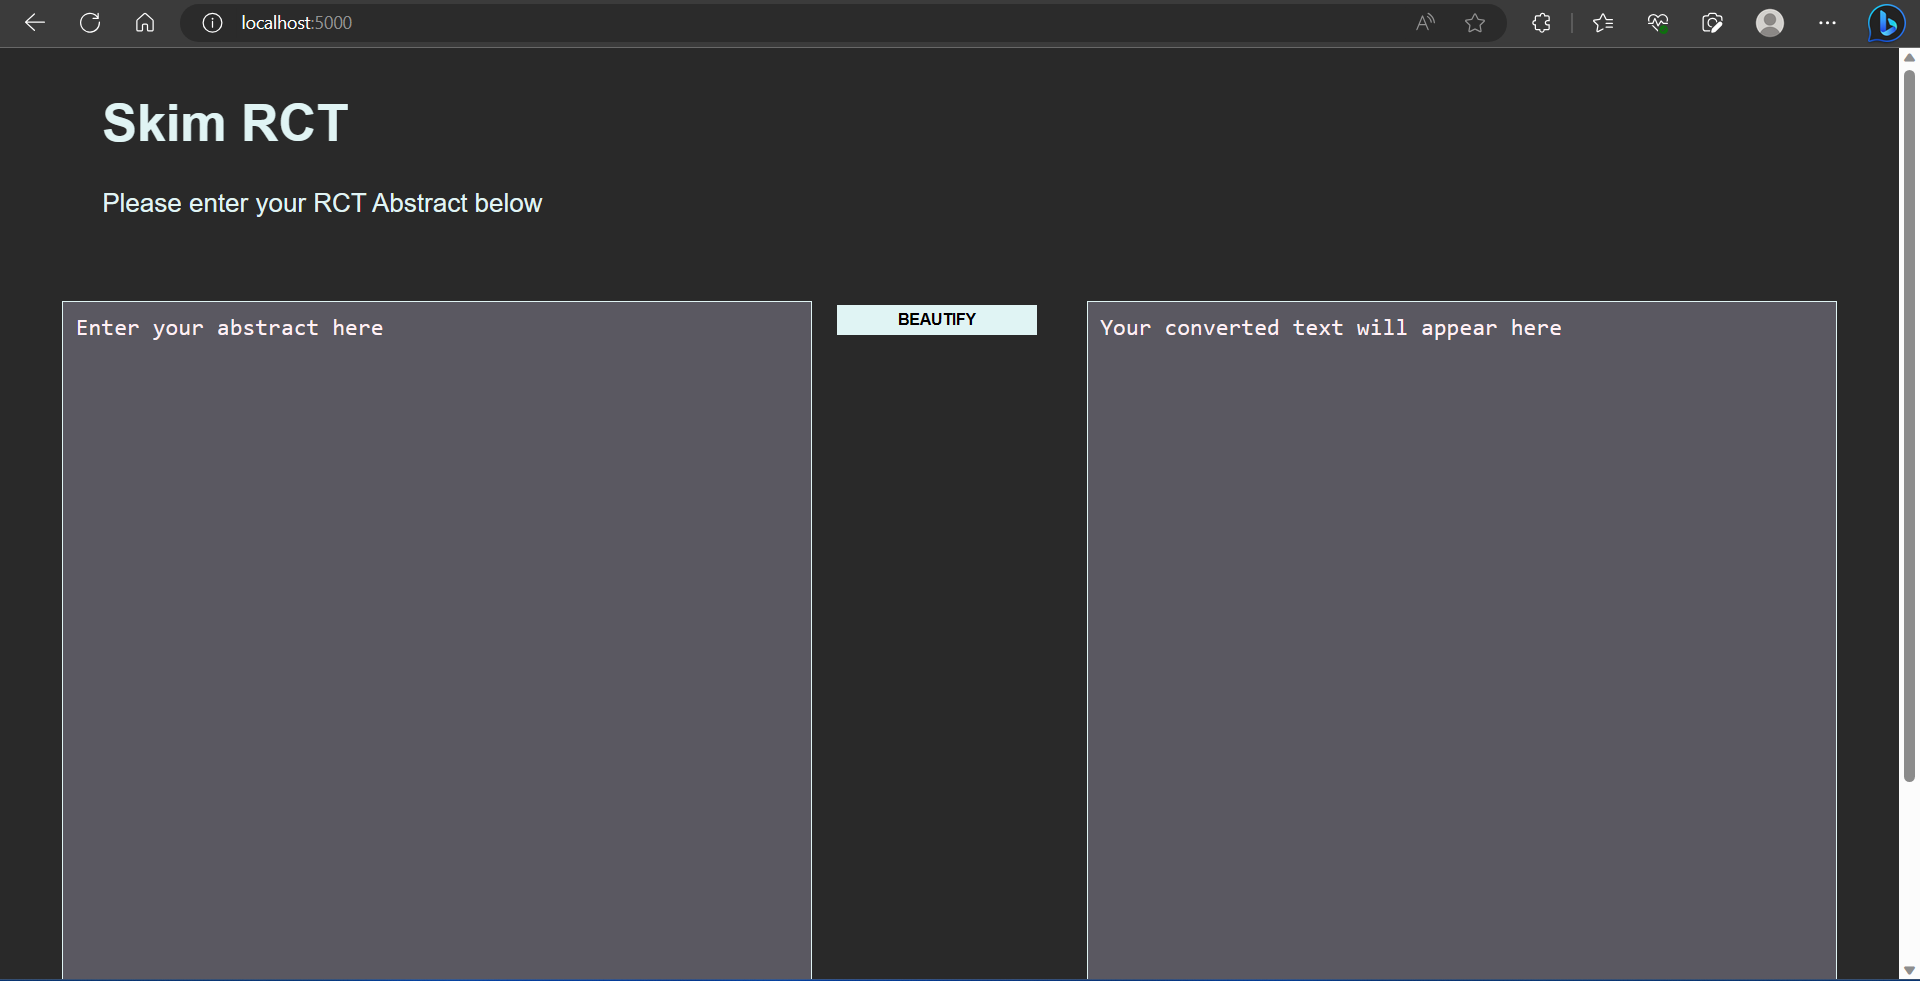 localhost:5000
Skim RCT
Please enter your RCT Abstract below
Enter your abstract here
BEAUTIFY
Your converted text will appear here